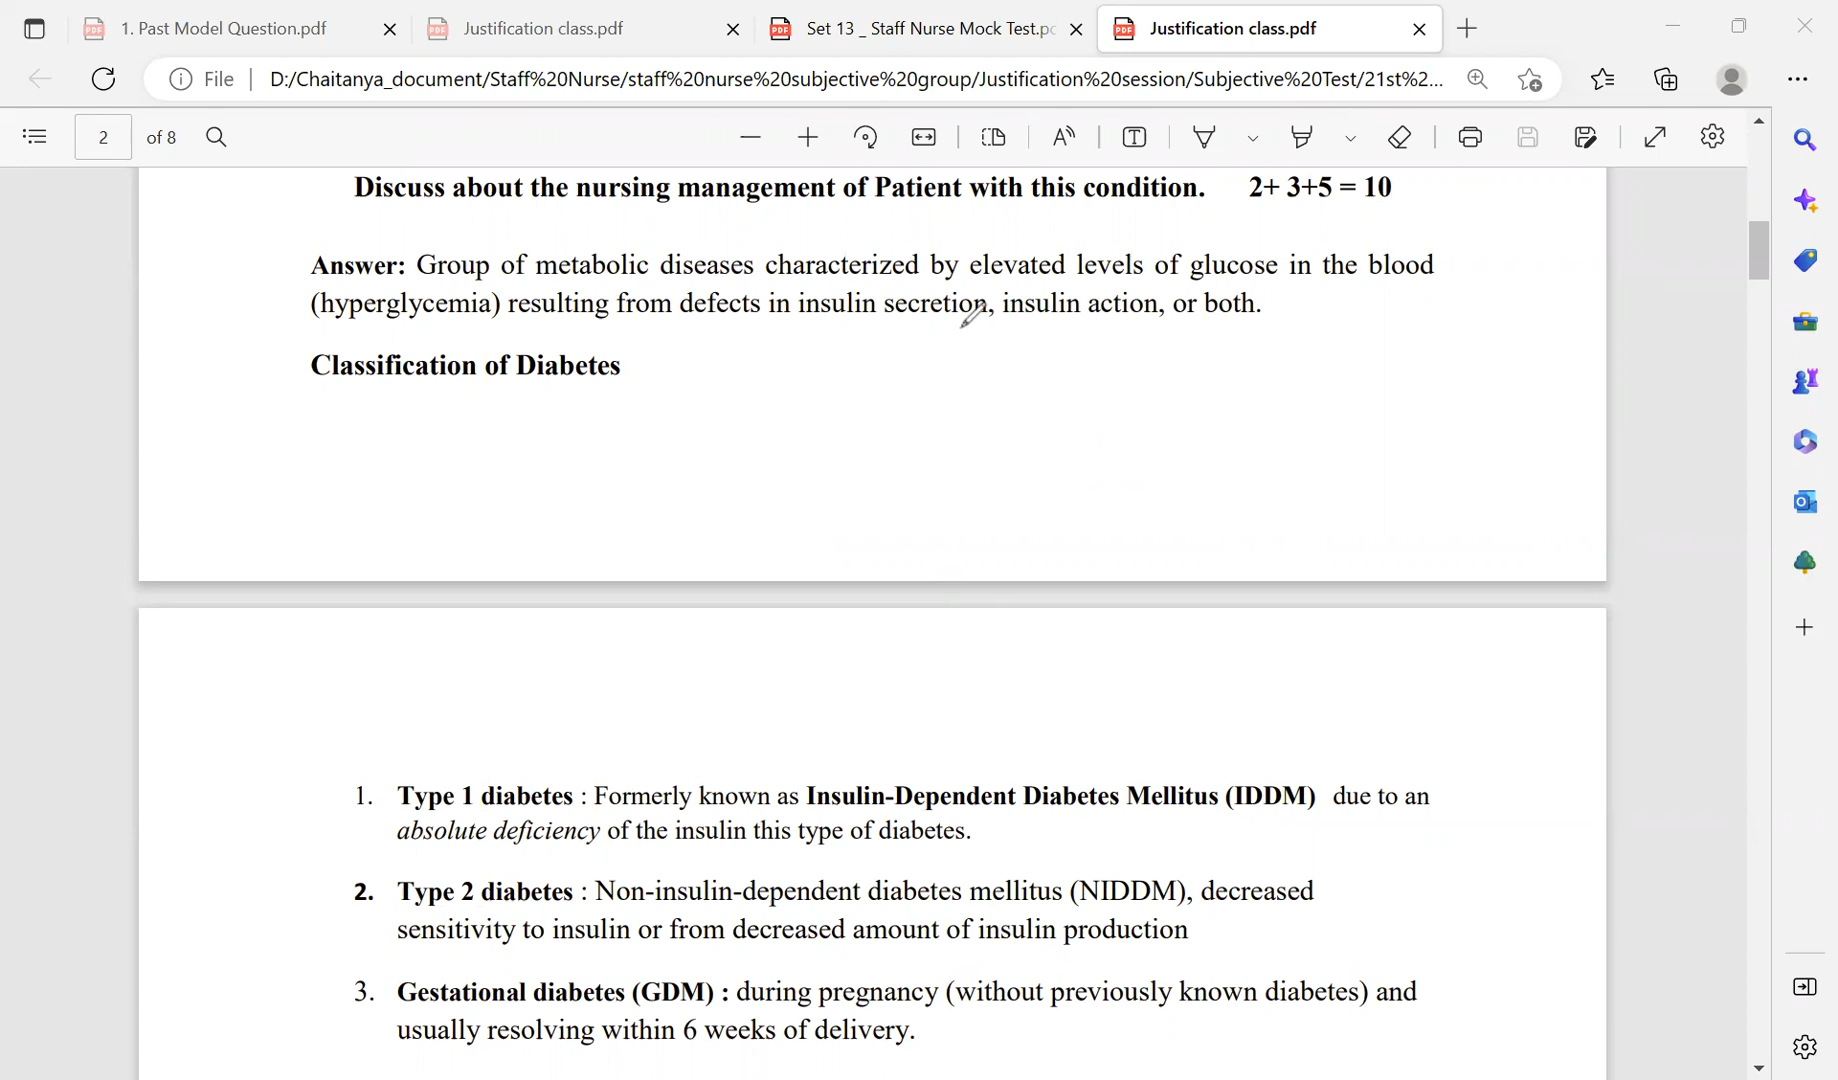 1. Past Model Question.pdf
Justification class.pdf
Set 13 _ Staff Nurse Mock Test.pc
Justification class.pdf
File
D:/Chaitanya_document/Staff%20Nurse/staff%20nurse%20subjective%20group/Justification%20session/Subjective%20Test/21st%2...
2 of 8
Discuss about the nursing management of Patient with this condition. 2+ 3+5 = 10
Answer: Group of metabolic diseases characterized by elevated levels of glucose in the blood
(hyperglycemia) resulting from defects in insulin secretion, insulin action, or both.
Classification of Diabetes
1. Type 1 diabetes : Formerly known as Insulin-Dependent Diabetes Mellitus (IDDM) due to an
absolute deficiency of the insulin this type of diabetes.
2. Type 2 diabetes : Non-insulin-dependent diabetes mellitus (NIDDM), decreased
sensitivity to insulin or from decreased amount of insulin production
3. Gestational diabetes (GDM) : during pregnancy (without previously known diabetes) and
usually resolving within 6 weeks of delivery.